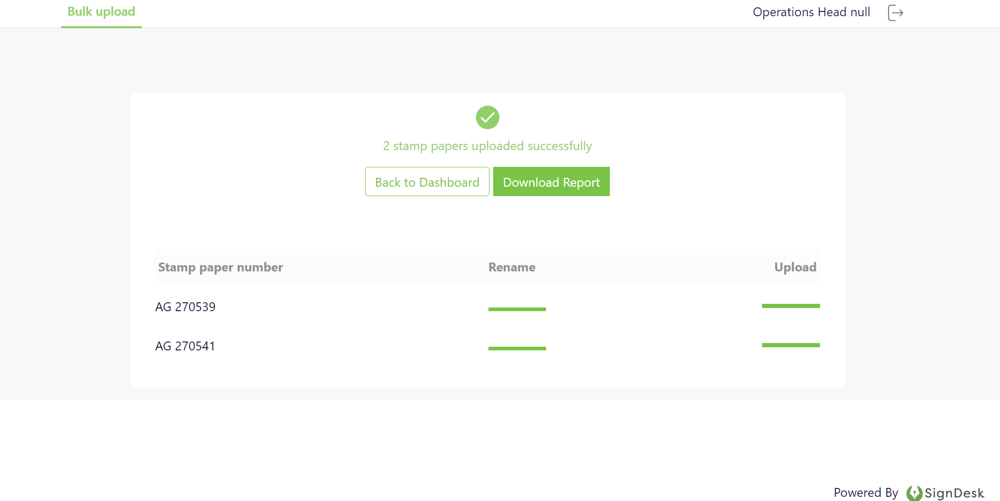 Bulk upload
Operations Head null
2 stamp papers uploaded successfully
Back to Dashboard
Download Report
Stamp paper number Rename Upload
AG 270539
AG 270541
Powered By SignDesk